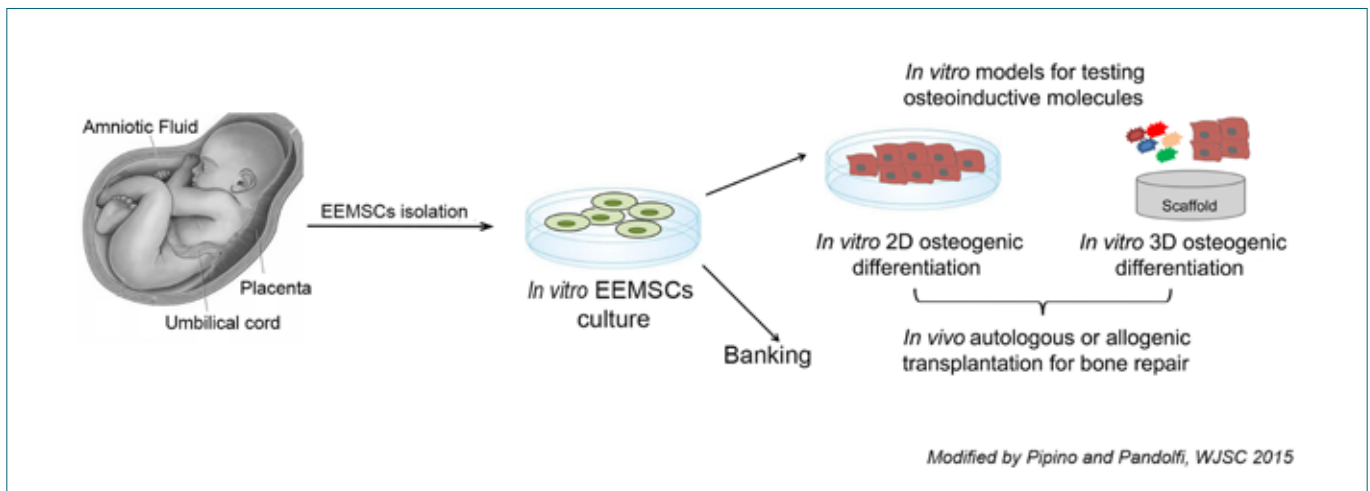 Amniotic Fluid
Placenta
Umbilical cord
EEMSCs isolation
In vitro EEMSCs
culture
Banking
In vitro models for testing
osteoinductive molecules
Scaffold
In vitro 2D osteogenic
differentiation
In vitro 3D osteogenic
differentiation
In vivo autologous or allogenic
transplantation for bone repair
Modified by Pipino and Pandolfi, WJSC 2015